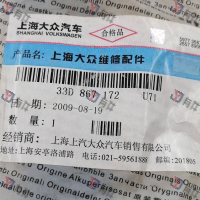 上海大众汽车
SHANGHAI VOLKSWAGEN
合格品
产品名: 上海大众维修配件
33D 867 172 U71
日期: 2009-08-19
数量: 1
经销商: 上海上汽大众汽车销售有限公司
上海安亭洛浦路
电话: 021-5956188
邮编: 201805